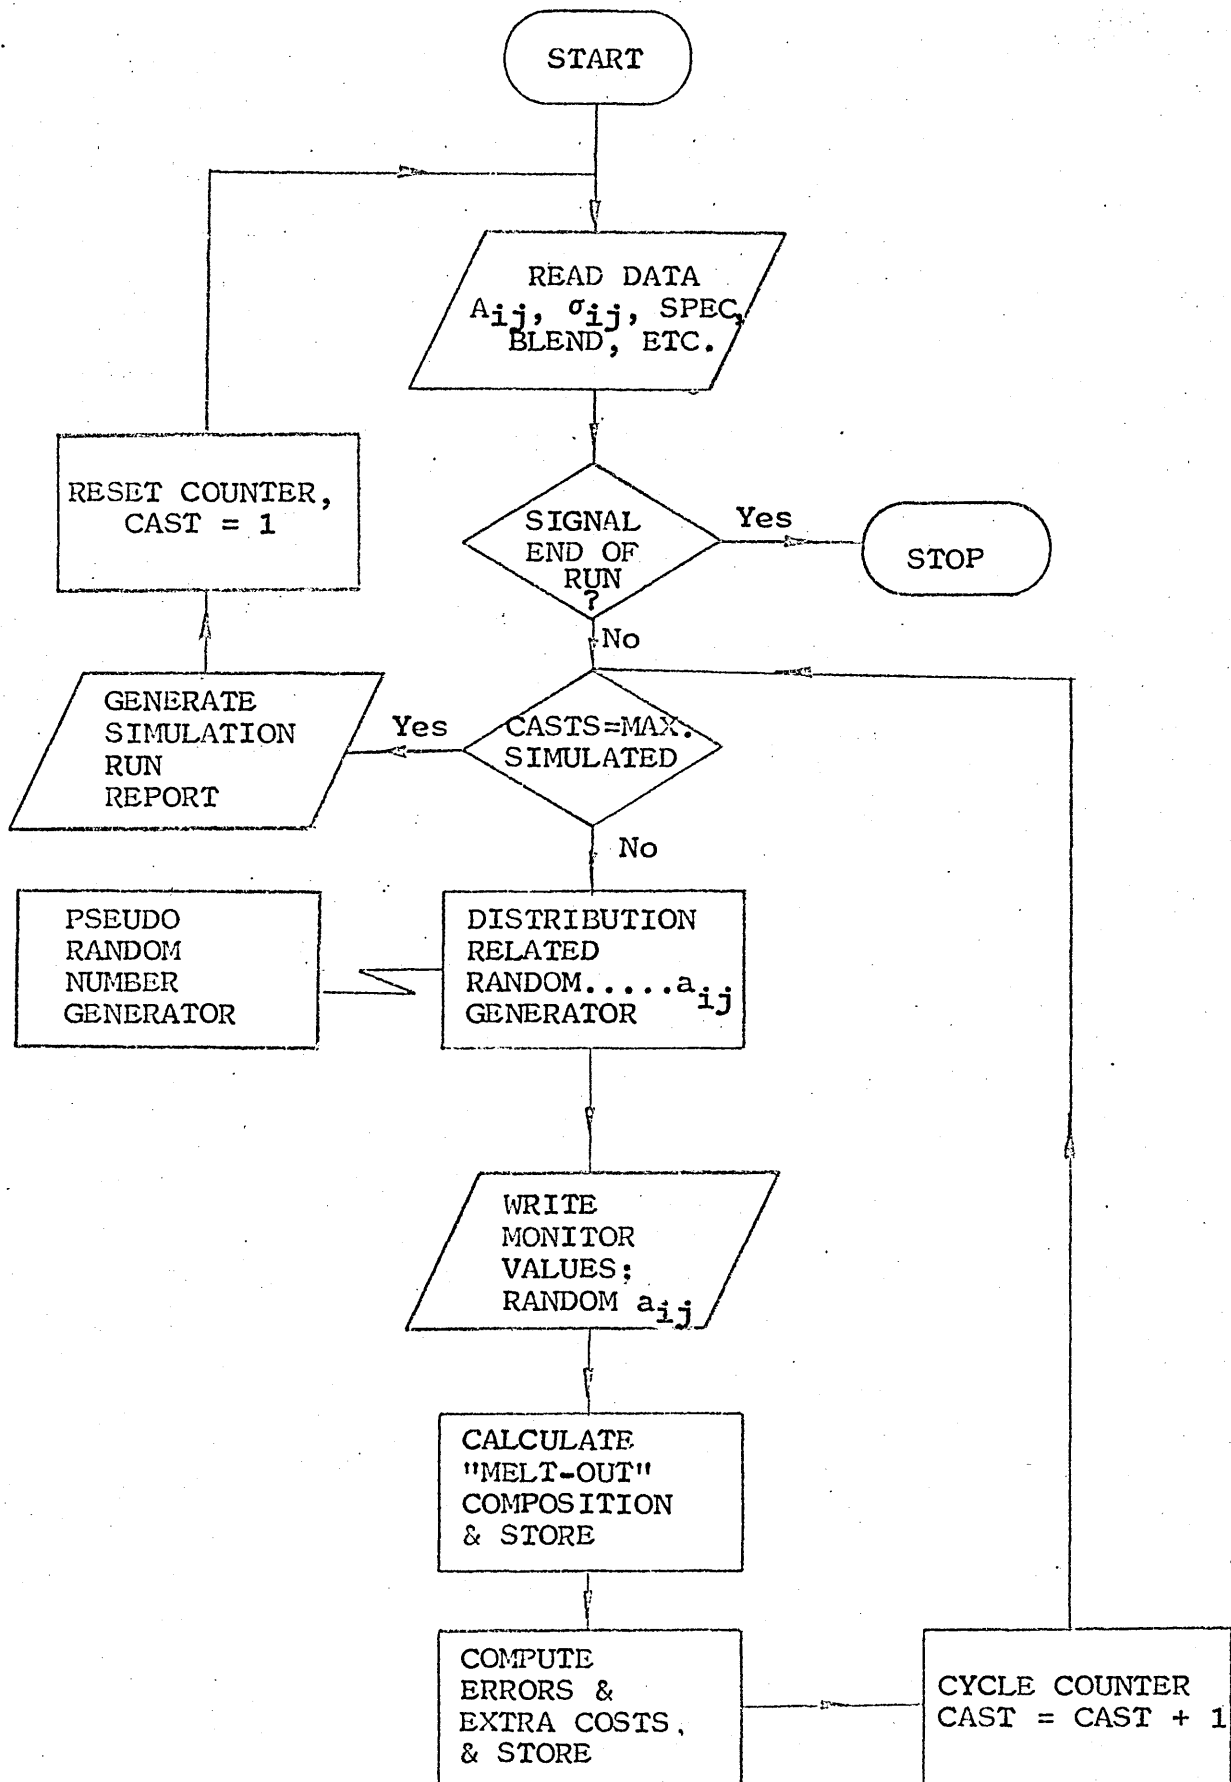 START
READ DATA
Aij, σij, SPEC,
BLEND, ETC.
RESET COUNTER,
CAST = 1
SIGNAL
END OF
RUN
?
Yes
STOP
No
GENERATE
SIMULATION
RUN
REPORT
Yes
CASTS=MAX.
SIMULATED
No
PSEUDO
RANDOM
NUMBER
GENERATOR
DISTRIBUTION
RELATED
RANDOM.....aij
GENERATOR
WRITE
MONITOR
VALUES;
RANDOM aij
CALCULATE
"MELT-OUT"
COMPOSITION
& STORE
COMPUTE
ERRORS &
EXTRA COSTS,
& STORE
CYCLE COUNTER
CAST = CAST + 1